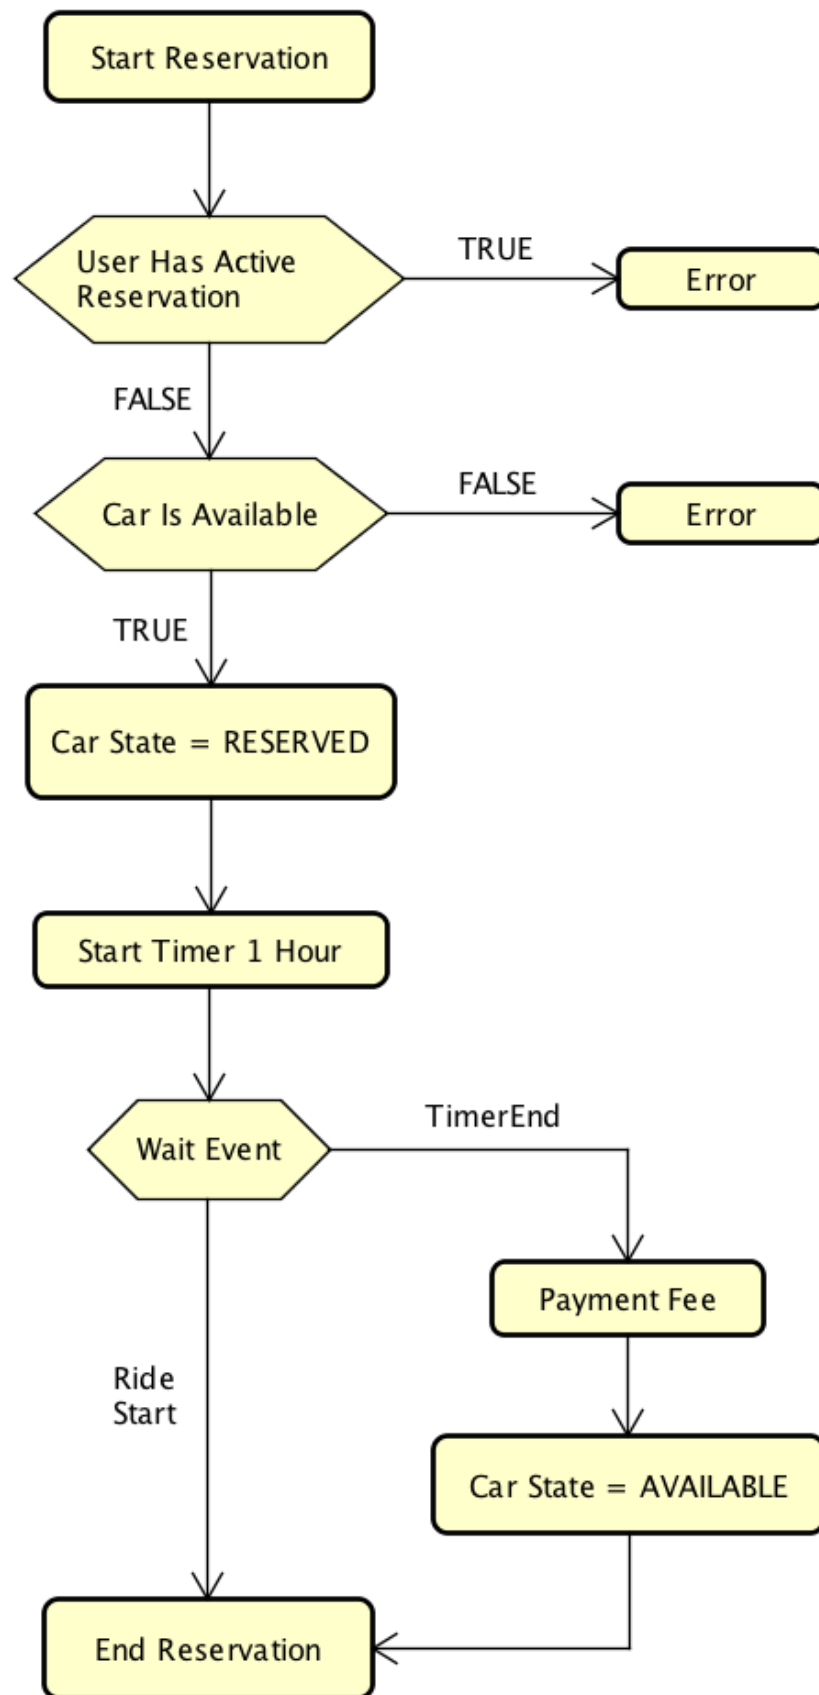 Start Reservation
User Has Active
Reservation
TRUE
Error
FALSE
Car Is Available
FALSE
Error
TRUE
Car State = RESERVED
Start Timer 1 Hour
Wait Event
TimerEnd
Payment Fee
Ride
Start
Car State = AVAILABLE
End Reservation